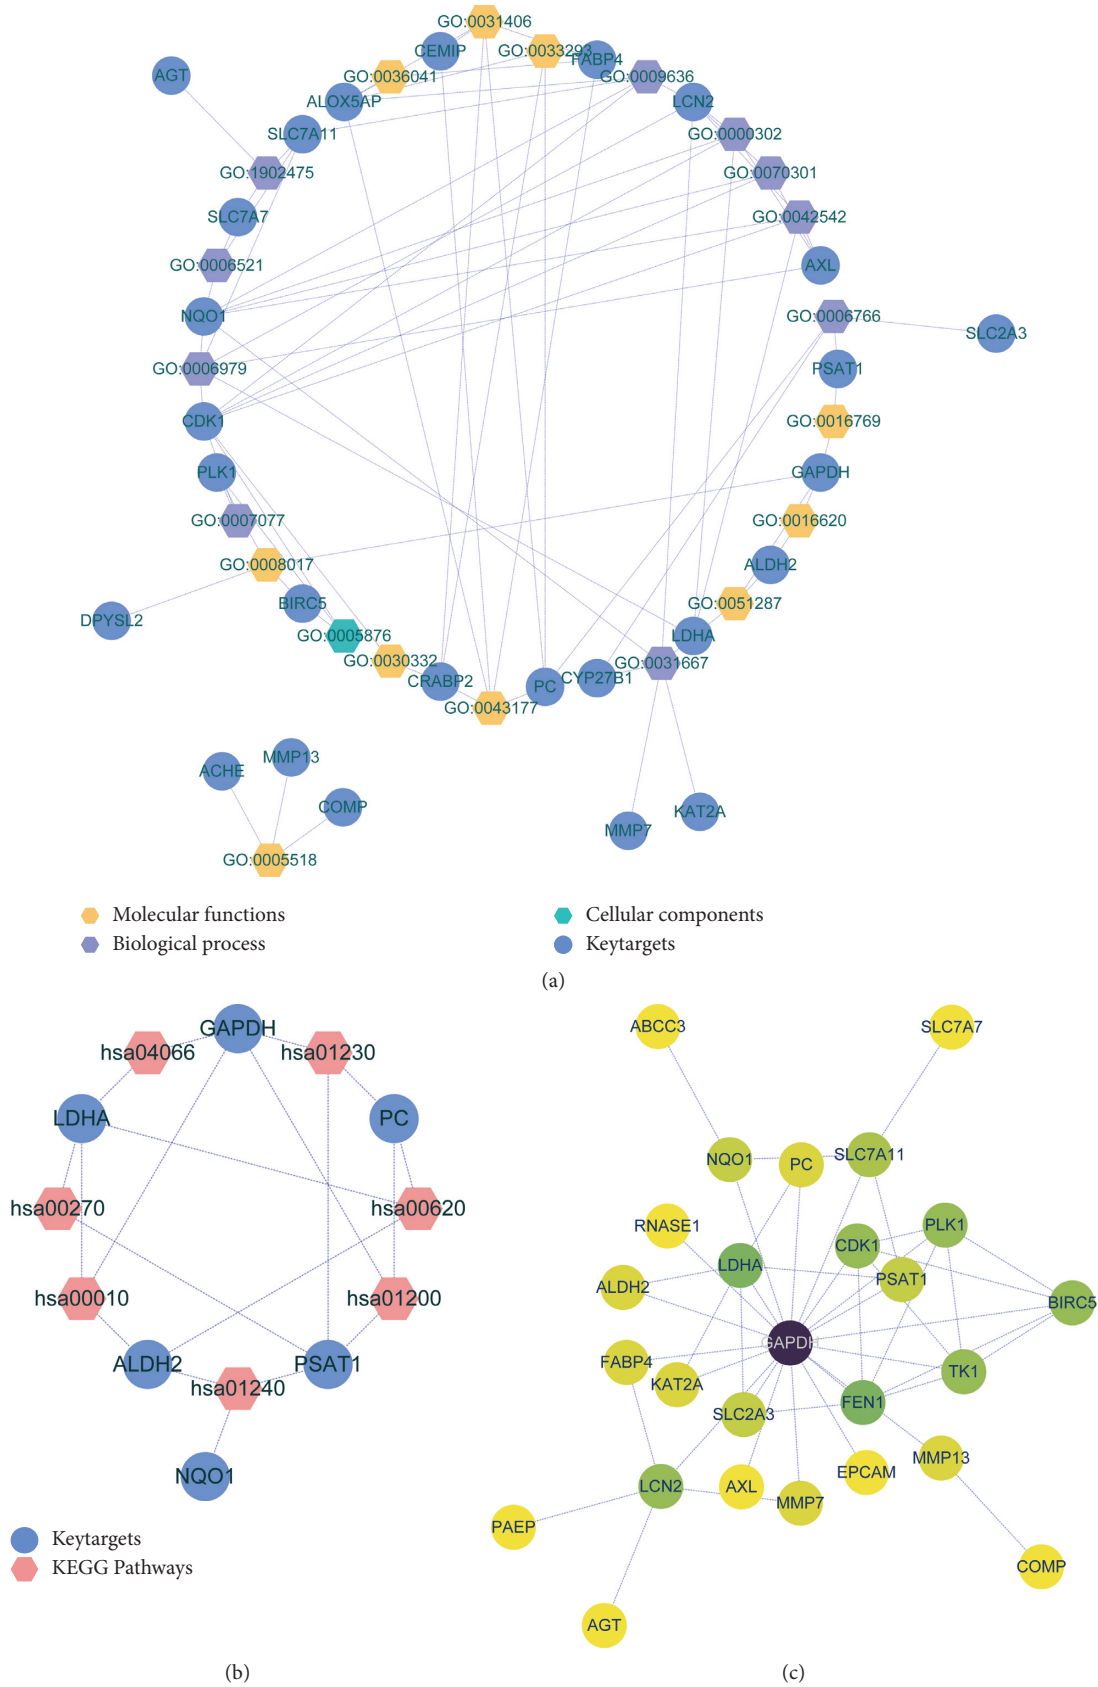 GO:0031406
CEMIP
GO:0033293
FABP4
GO:0036041
GO:0009636
AGT
ALOX5AP
LCN2
SLC7A11
GO:0000302
GO:1902475
GO:0070301
SLC7A7
GO:0042542
GO:0006521
AXL
NQO1
GO:0006766
SLC2A3
GO:0006979
PSAT1
CDK1
GO:0016769
PLK1
GAPDH
GO:0007077
GO:0016620
GO:0008017
ALDH2
BIRC5
GO:0051287
DPYSL2
GO:0005876
LDHA
GO:0030332
GO:0031667
CRABP2
PC
CYP27B1
GO:0043177
MMP13
ACHE
COMP
KAT2A
MMP7
GO:0005518
Molecular functions
Cellular components
Biological process
Keytargets
(a)
GAPDH
hsa04066
hsa01230
LDHA
PC
hsa00270
hsa00620
hsa00010
hsa01200
ALDH2
PSAT1
hsa01240
NQO1
Keytargets
KEGG Pathways
(b)
ABCC3
SLC7A7
NQO1
PC
SLC7A11
RNASE1
PLK1
CDK1
LDHA
PSAT1
ALDH2
BIRC5
GAPDH
FABP4
TK1
KAT2A
FEN1
SLC2A3
MMP13
EPCAM
LCN2
AXL
MMP7
PAEP
COMP
AGT
(c)